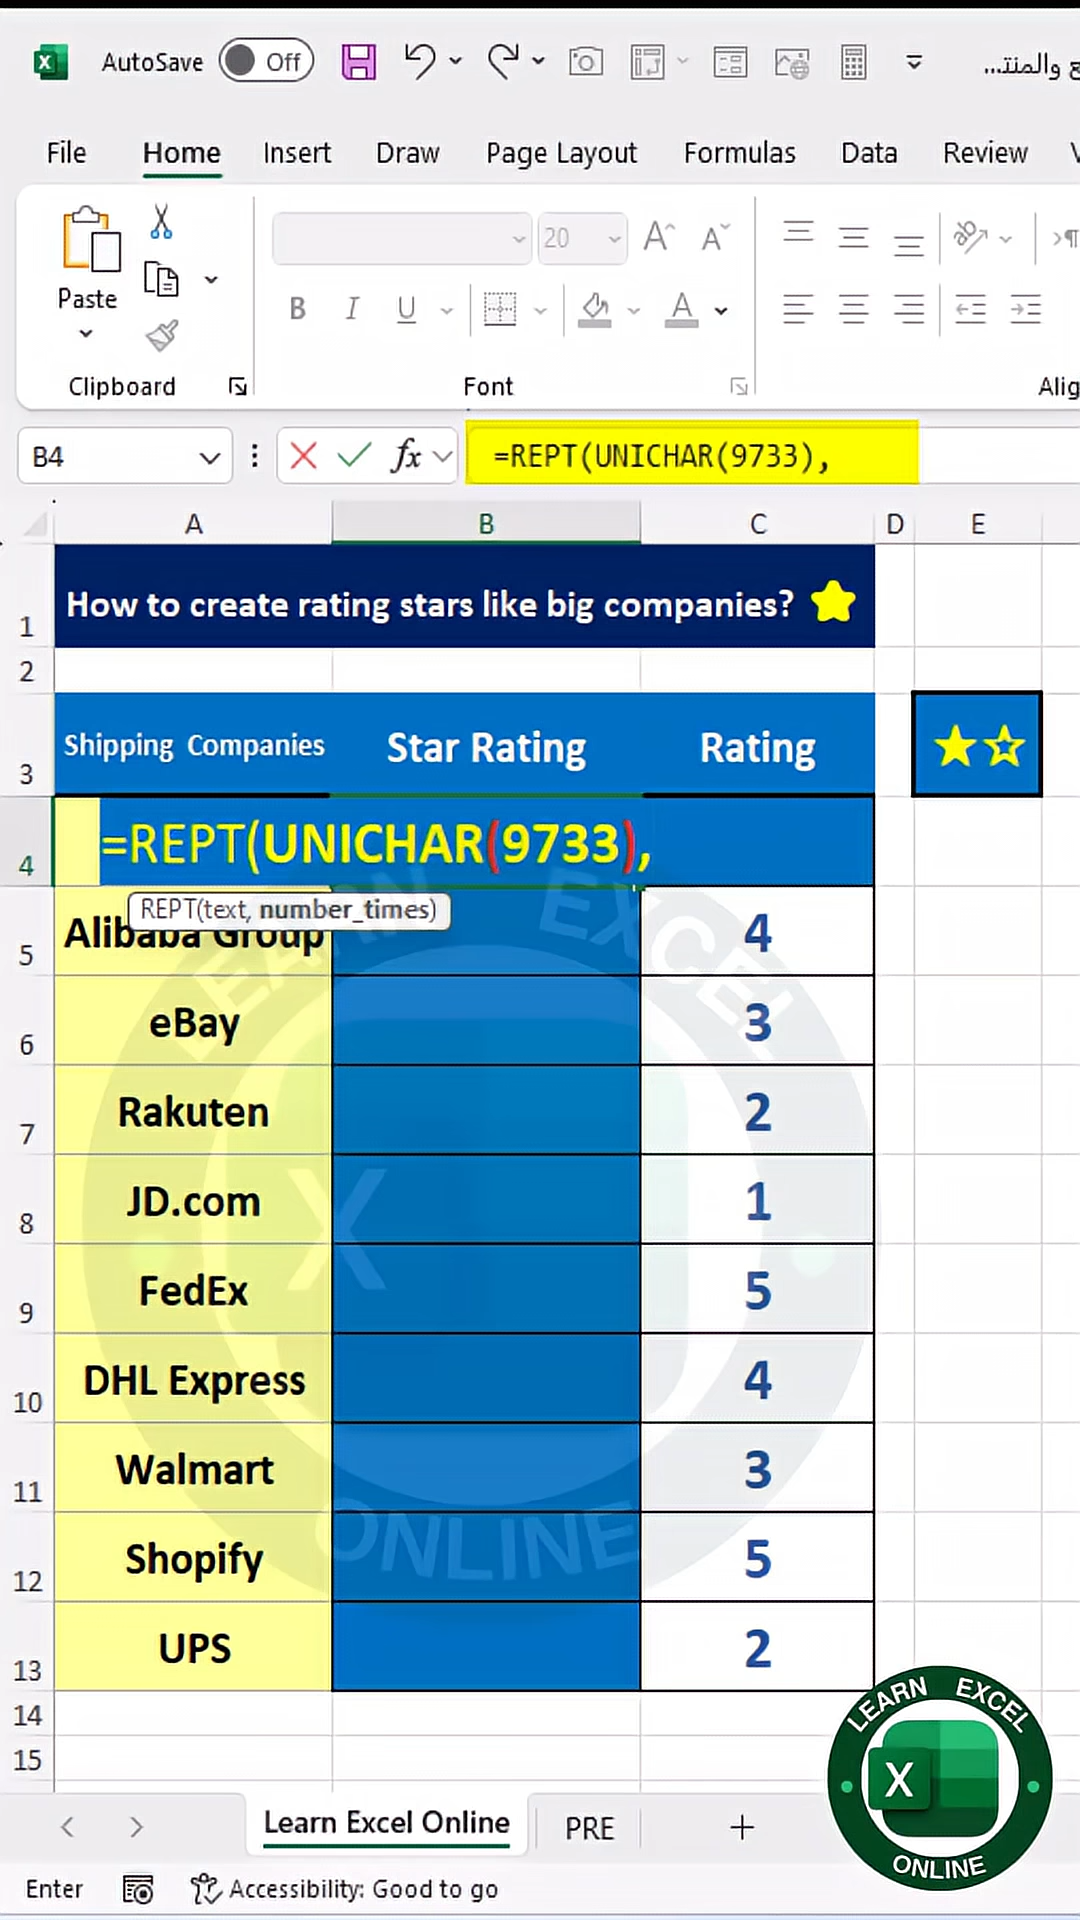 AutoSave Off ...ع والمنتـ
File Home Insert Draw Page Layout Formulas Data Review V
Paste
20
B I U A
Clipboard Font Alig
B4 fx =REPT(UNICHAR(9733),
A B C D E
1 How to create rating stars like big companies?
2
3 Shipping Companies Star Rating Rating ★☆
4 =REPT(UNICHAR(9733),
REPT(text, number_times)
5 Alibaba Group 4
6 eBay 3
7 Rakuten 2
8 JD.com 1
9 FedEx 5
10 DHL Express 4
11 Walmart 3
12 Shopify 5
13 UPS 2
14
15
LEARN EXCEL
X
ONLINE
Learn Excel Online PRE +
Enter Accessibility: Good to go